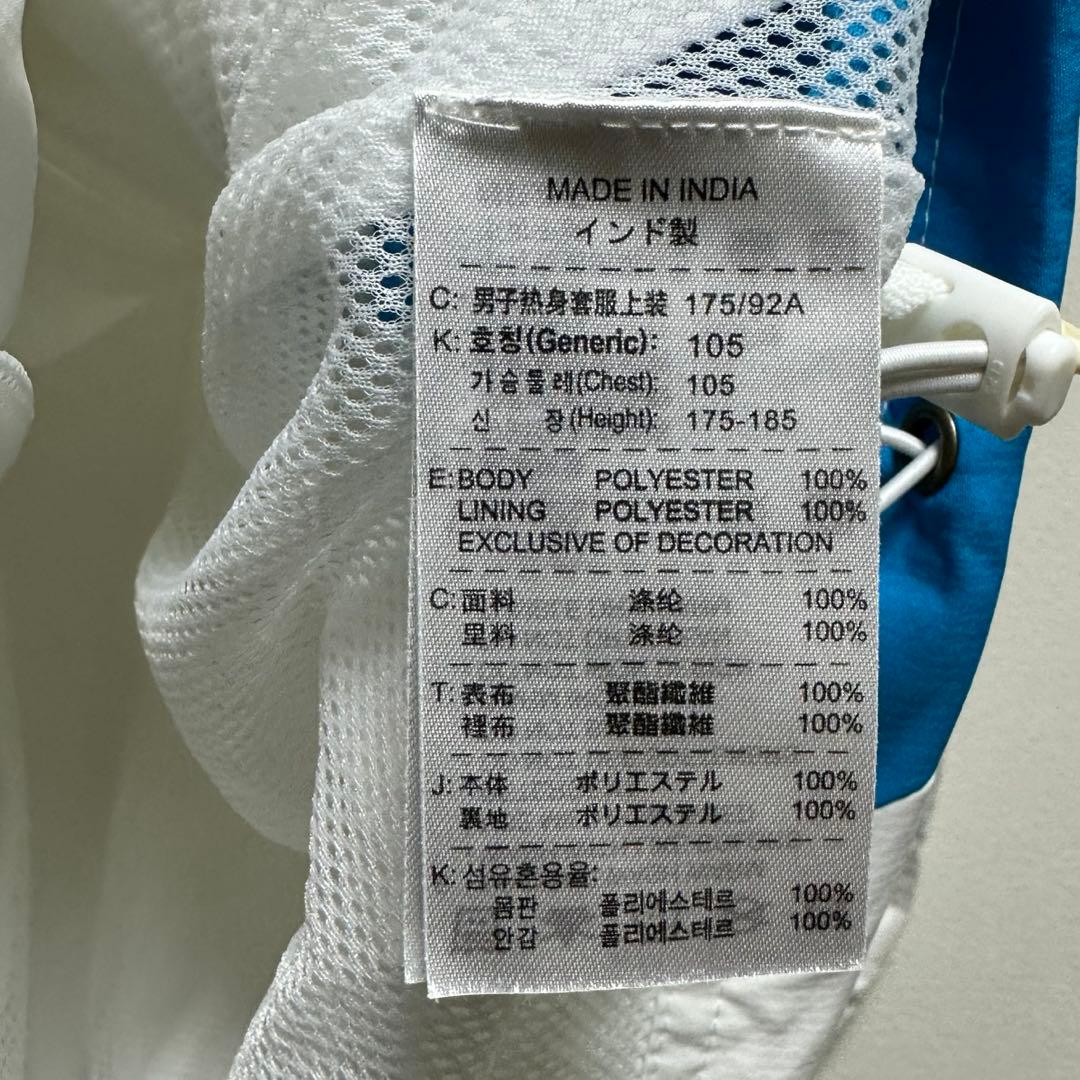 MADE IN INDIA
インド製
C: 男子热身套服上装 175/92A
K: 호칭(Generic): 105
가슴둘레(Chest): 105
신 장(Height): 175-185
E: BODY POLYESTER 100%
LINING POLYESTER 100%
EXCLUSIVE OF DECORATION
C: 面料 涤纶 100%
里料 涤纶 100%
T: 表布 聚酯纖維 100%
裡布 聚酯纖維 100%
J: 本体 ポリエステル 100%
裏地 ポリエステル 100%
K: 섬유혼용율:
몸판 폴리에스테르 100%
안감 폴리에스테르 100%